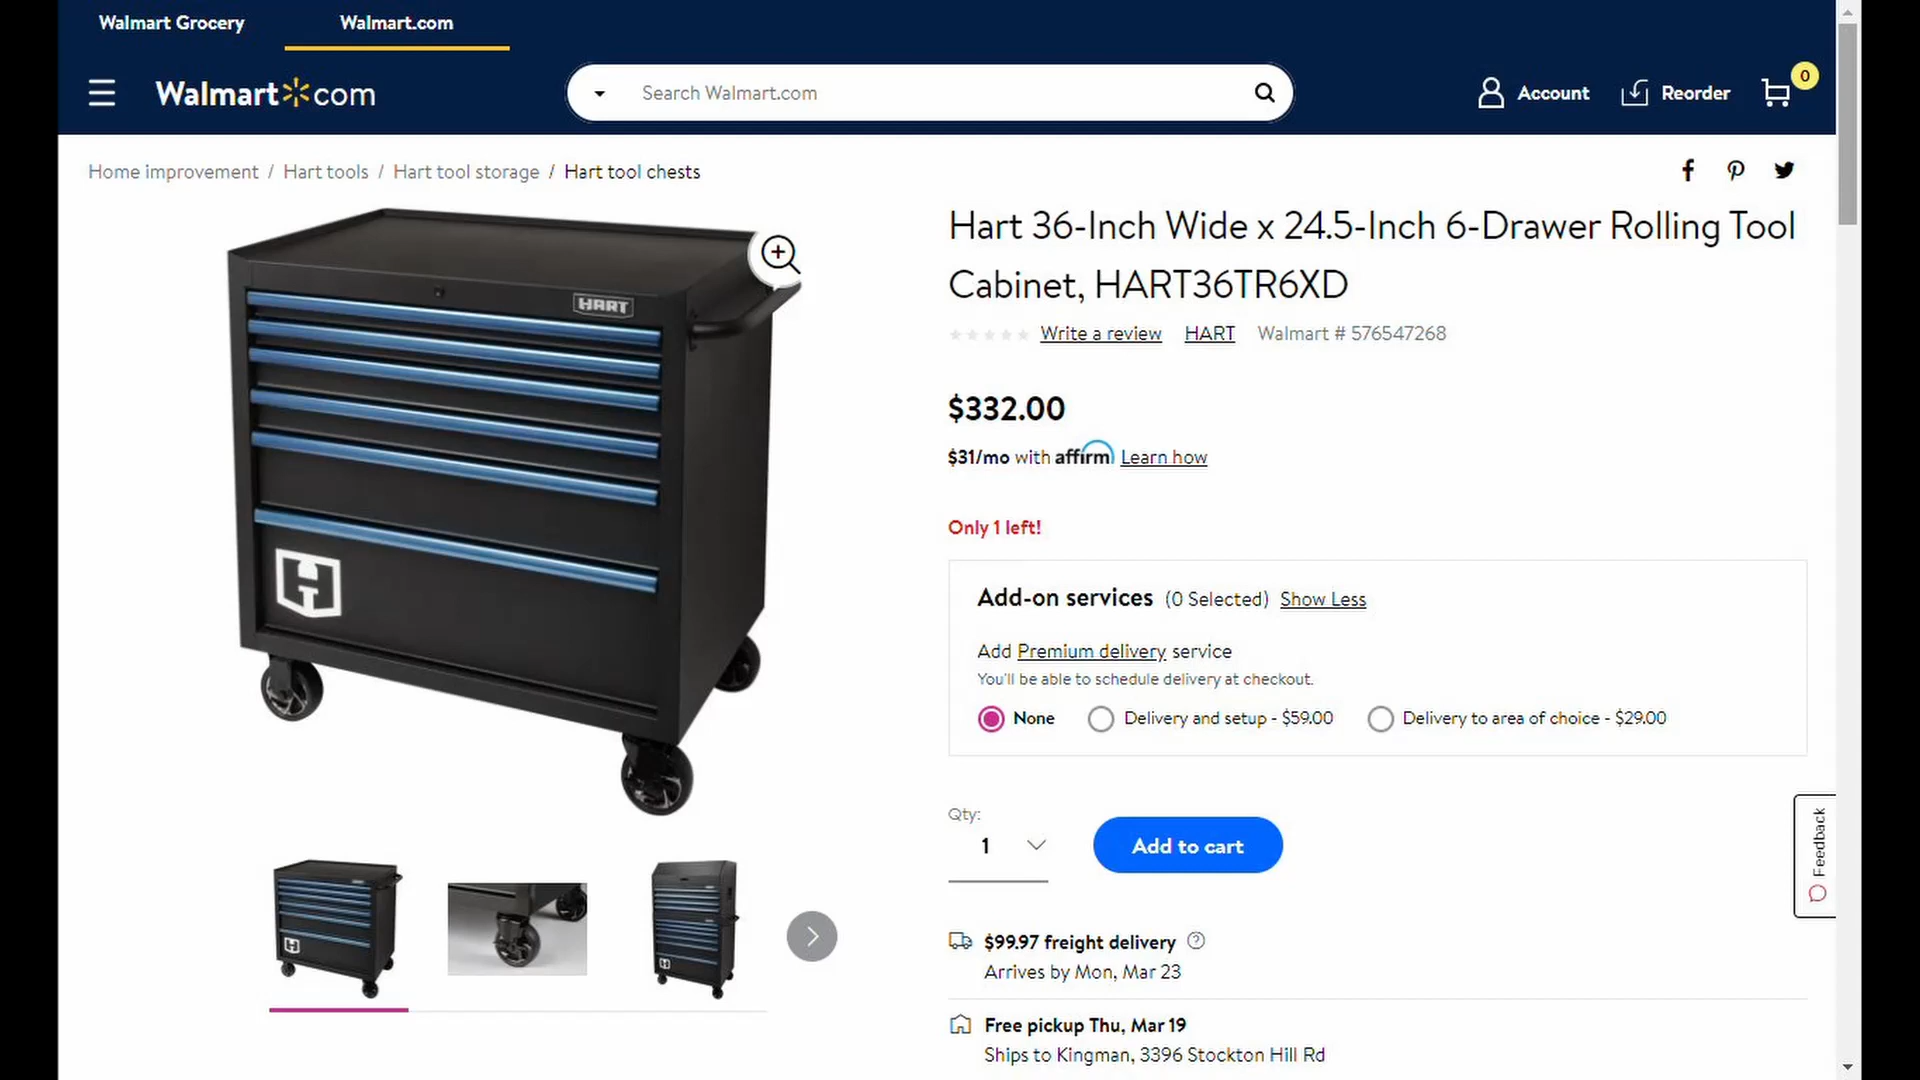 Walmart Grocery
Walmart.com
Walmart com
Search Walmart.com
Account
Reorder
0
Home improvement / Hart tools / Hart tool storage / Hart tool chests
HART
Hart 36-Inch Wide x 24.5-Inch 6-Drawer Rolling Tool
Cabinet, HART36TR6XD
Write a review HART Walmart # 576547268
$332.00
$31/mo with affirm Learn how
Only 1 left!
Add-on services (0 Selected) Show Less
Add Premium delivery service
You'll be able to schedule delivery at checkout.
None Delivery and setup - $59.00 Delivery to area of choice - $29.00
Qty:
1
Add to cart
Feedback
$99.97 freight delivery ?
Arrives by Mon, Mar 23
Free pickup Thu, Mar 19
Ships to Kingman, 3396 Stockton Hill Rd